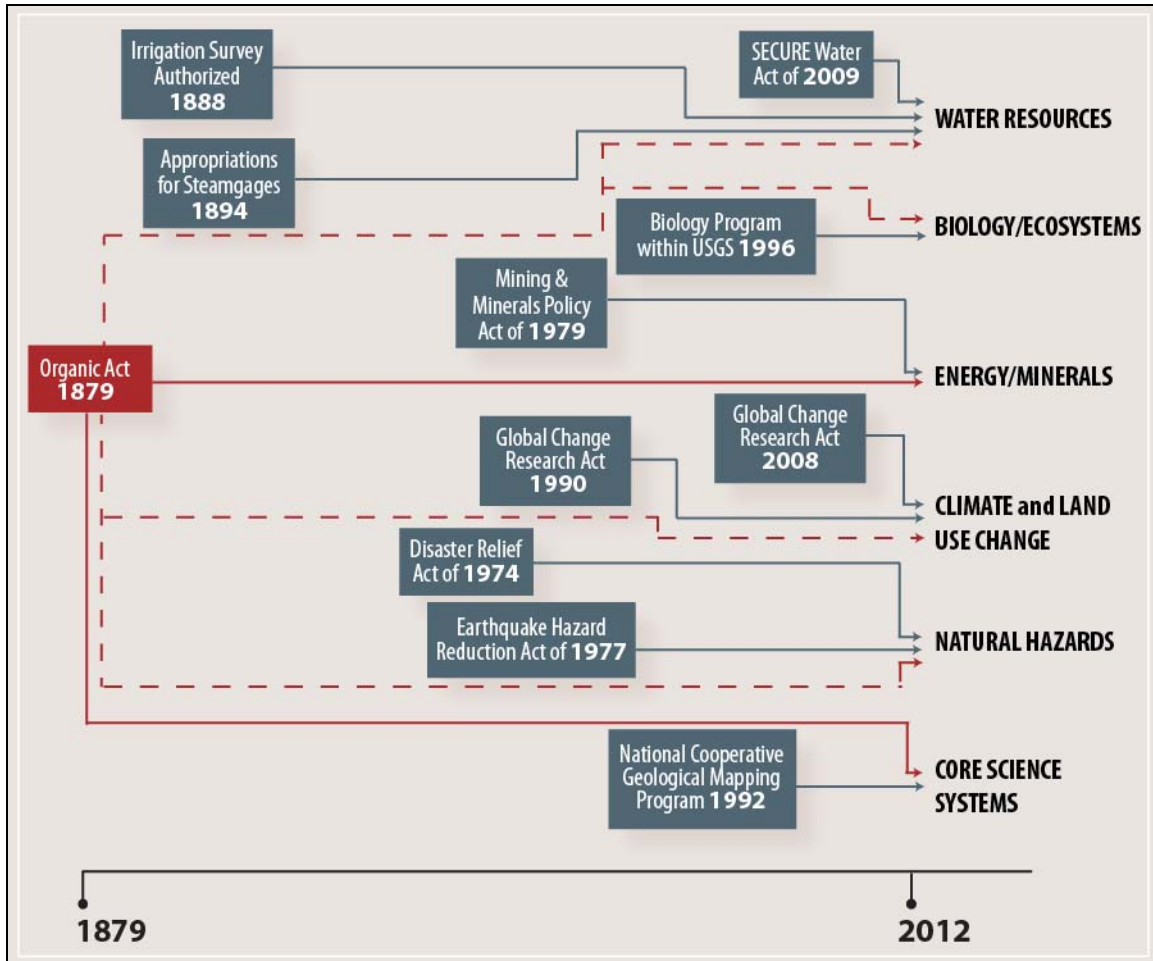 Irrigation Survey
Authorized
1888
SECURE Water
Act of 2009
WATER RESOURCES
Appropriations
for Steamgages
1894
Biology Program
within USGS 1996
BIOLOGY/ECOSYSTEMS
Mining &
Minerals Policy
Act of 1979
Organic Act
1879
ENERGY/MINERALS
Global Change
Research Act
2008
Global Change
Research Act
1990
CLIMATE and LAND
USE CHANGE
Disaster Relief
Act of 1974
Earthquake Hazard
Reduction Act of 1977
NATURAL HAZARDS
National Cooperative
Geological Mapping
Program 1992
CORE SCIENCE
SYSTEMS
1879
2012